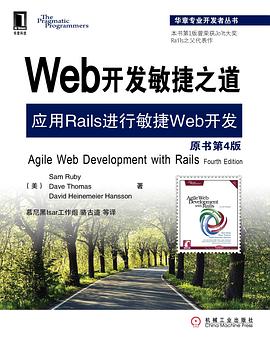 The Pragmatic Programmers
华章专业开发者丛书
本书第1版曾荣获Jolt大奖
Rails之父代表作
Web开发敏捷之道
应用Rails进行敏捷Web开发
原书第4版
Agile Web Development with Rails Fourth Edition
Sam Ruby
（美） Dave Thomas 著
David Heinemeier Hansson
慕尼黑Isar工作组 骆古道 等译
Agile Web
Development
with Rails
机械工业出版社
China Machine Press